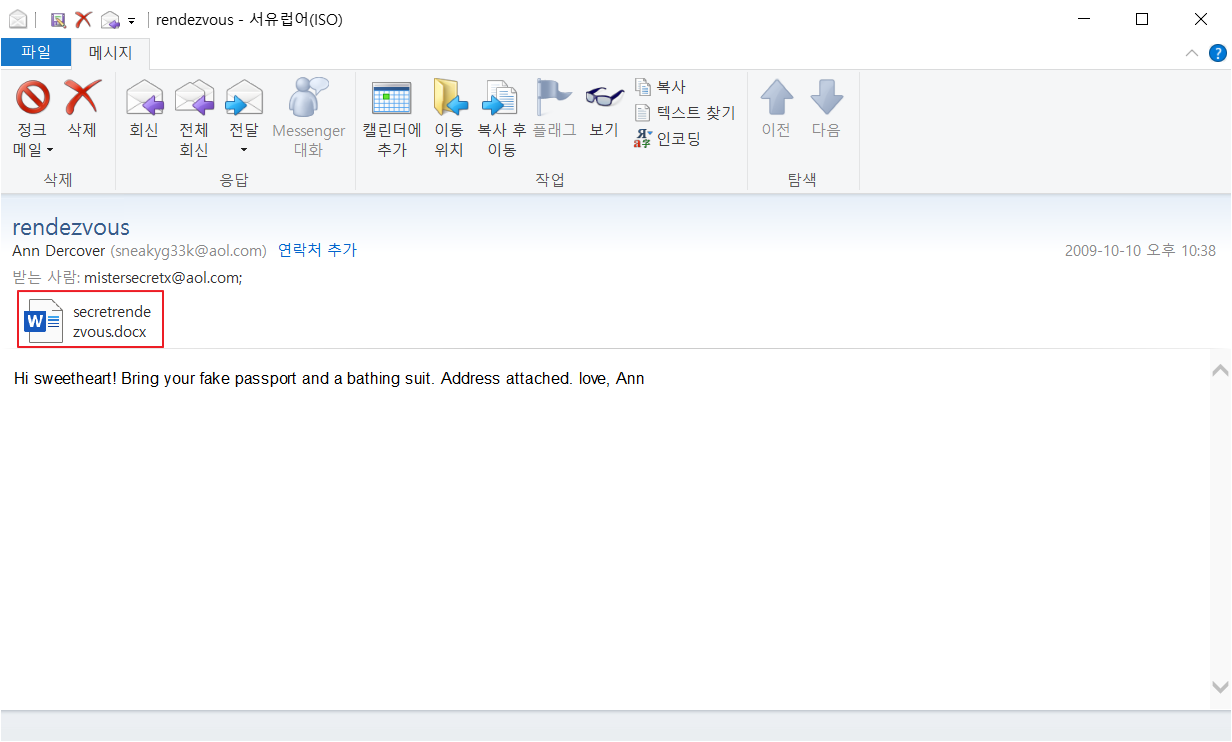 rendezvous - 서유럽어(ISO)
파일 메시지
정크 메일
삭제
회신
전체 회신
전달
Messenger 대화
캘린더에 추가
이동 위치
복사 후 이동
플래그
보기
복사
텍스트 찾기
인코딩
이전
다음
삭제 응답 작업 탐색
rendezvous
Ann Dercover (sneakyg33k@aol.com) 연락처 추가 2009-10-10 오후 10:38
받는 사람: mistersecretx@aol.com;
W secretrende
zvous.docx
Hi sweetheart! Bring your fake passport and a bathing suit. Address attached. love, Ann